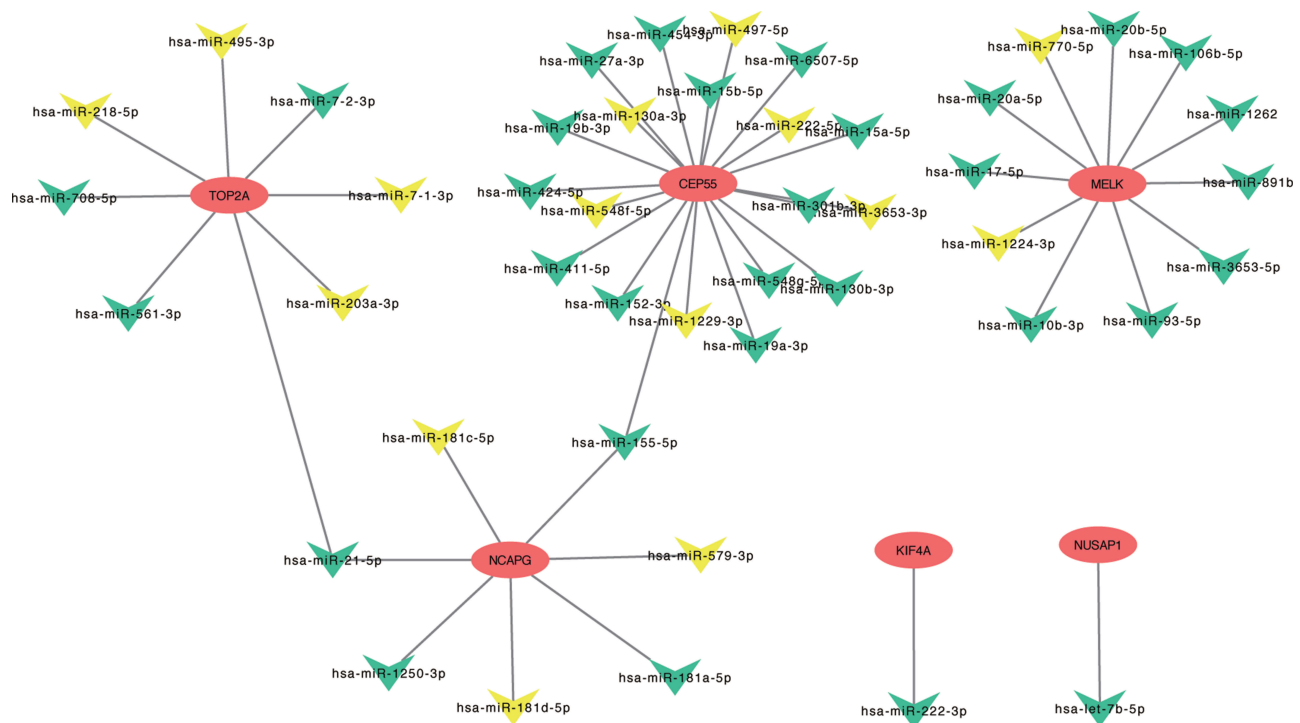 hsa-miR-495-3p
hsa-miR-7-2-3p
hsa-miR-218-5p
hsa-miR-708-5p
TOP2A
hsa-miR-7-1-3p
hsa-miR-561-3p
hsa-miR-203a-3p
hsa-miR-454-3p
hsa-miR-497-5p
hsa-miR-27a-3p
hsa-miR-6507-5p
hsa-miR-15b-5p
hsa-miR-130a-3p
hsa-miR-19b-3p
hsa-miR-222-5p
hsa-miR-15a-5p
CEP55
hsa-miR-424-5p
hsa-miR-548f-5p
hsa-miR-301b-3p
hsa-miR-3653-3p
hsa-miR-411-5p
hsa-miR-548g-5p
hsa-miR-130b-3p
hsa-miR-152-3p
hsa-miR-1229-3p
hsa-miR-19a-3p
hsa-miR-20b-5p
hsa-miR-770-5p
hsa-miR-106b-5p
hsa-miR-20a-5p
hsa-miR-1262
hsa-miR-17-5p
MELK
hsa-miR-891b
hsa-miR-1224-3p
hsa-miR-3653-5p
hsa-miR-10b-3p
hsa-miR-93-5p
hsa-miR-181c-5p
hsa-miR-155-5p
hsa-miR-21-5p
NCAPG
hsa-miR-579-3p
hsa-miR-1250-3p
hsa-miR-181a-5p
hsa-miR-181d-5p
KIF4A
hsa-miR-222-3p
NUSAP1
hsa-let-7b-5p